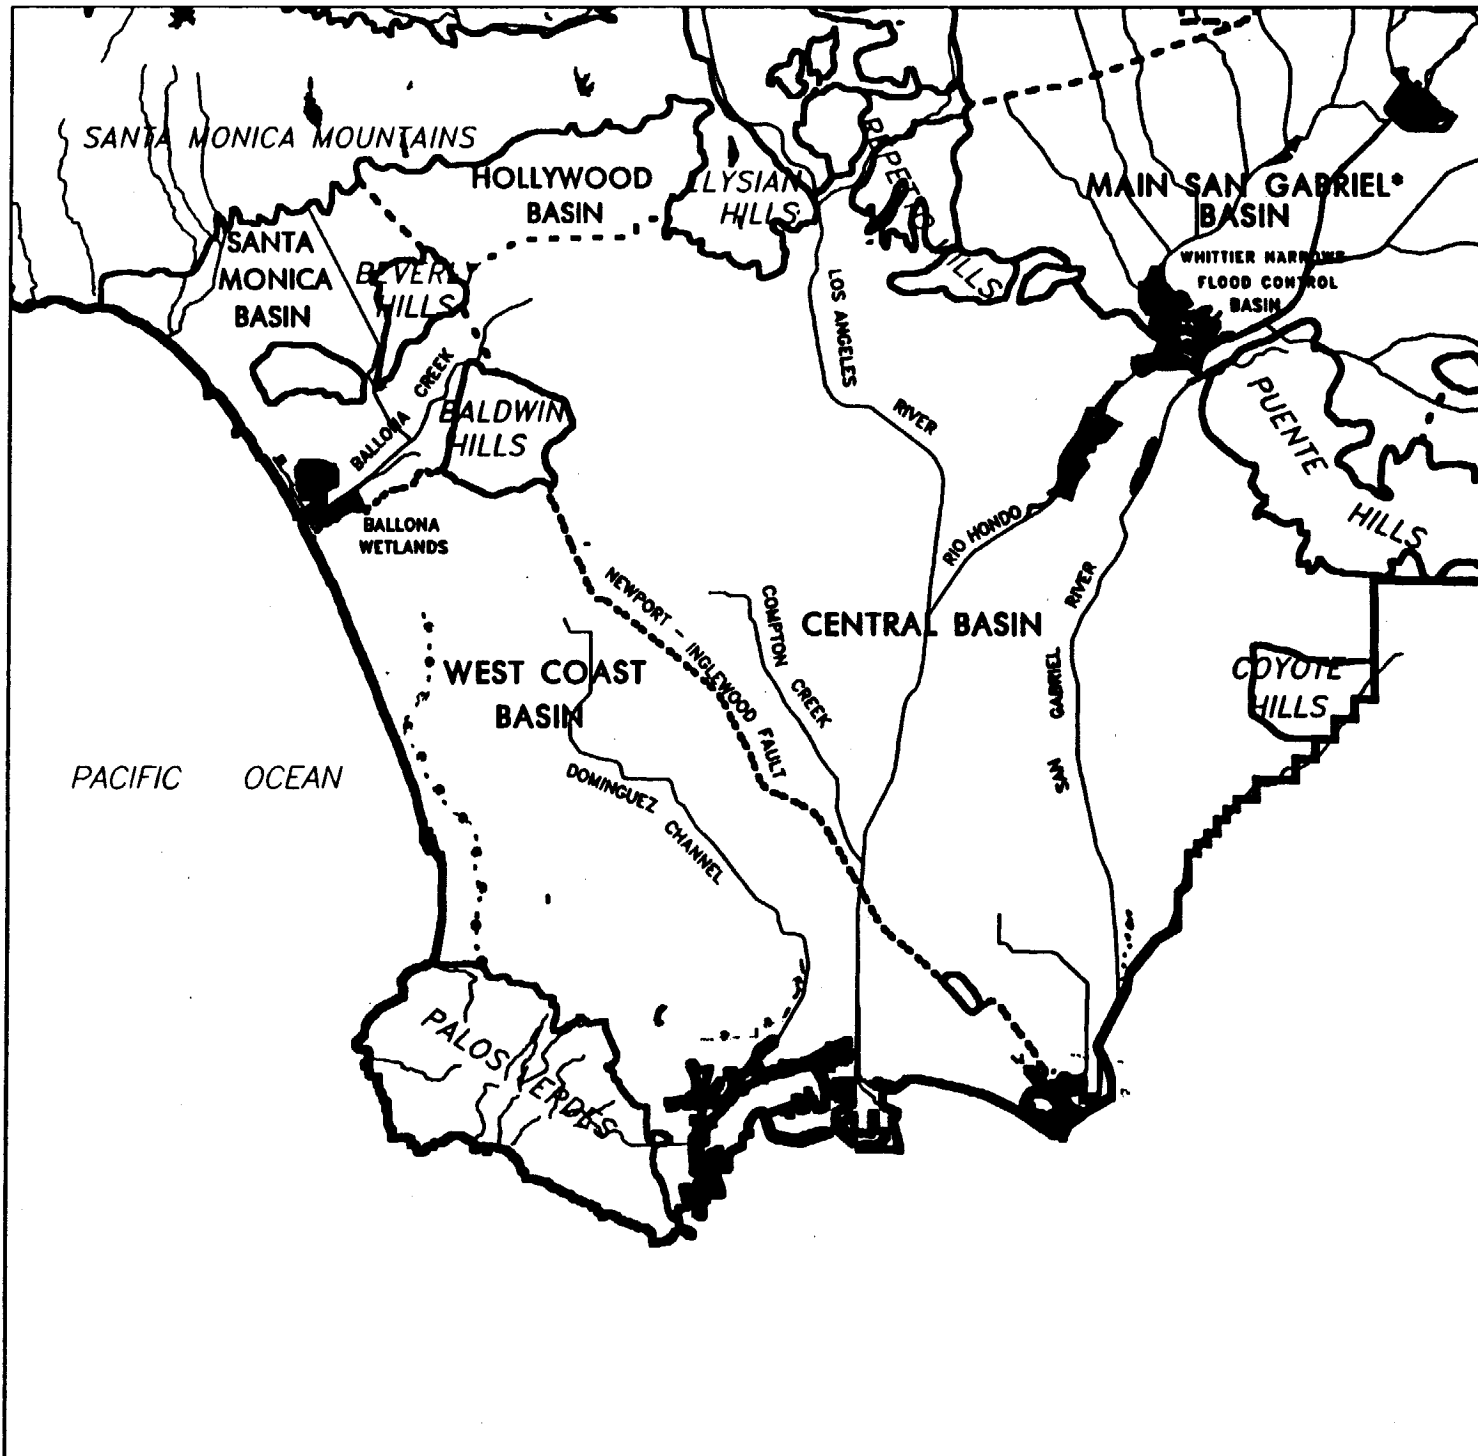 SANTA MONICA MOUNTAINS
HOLLYWOOD
BASIN
ELYSIAN
HILLS
REPETTO HILLS
MAIN SAN GABRIEL*
BASIN
WHITTIER NARROWS
FLOOD CONTROL
BASIN
SANTA
MONICA
BASIN
BEVERLY
HILLS
LOS ANGELES
RIVER
BALLONA CREEK
BALDWIN
HILLS
PUENTE
HILLS
BALLONA
WETLANDS
RIO HONDO
NEWPORT - INGLEWOOD FAULT
COMPTON CREEK
CENTRAL BASIN
SAN GABRIEL RIVER
WEST COAST
BASIN
COYOTE
HILLS
PACIFIC OCEAN
DOMINGUEZ CHANNEL
PALOS VERDES